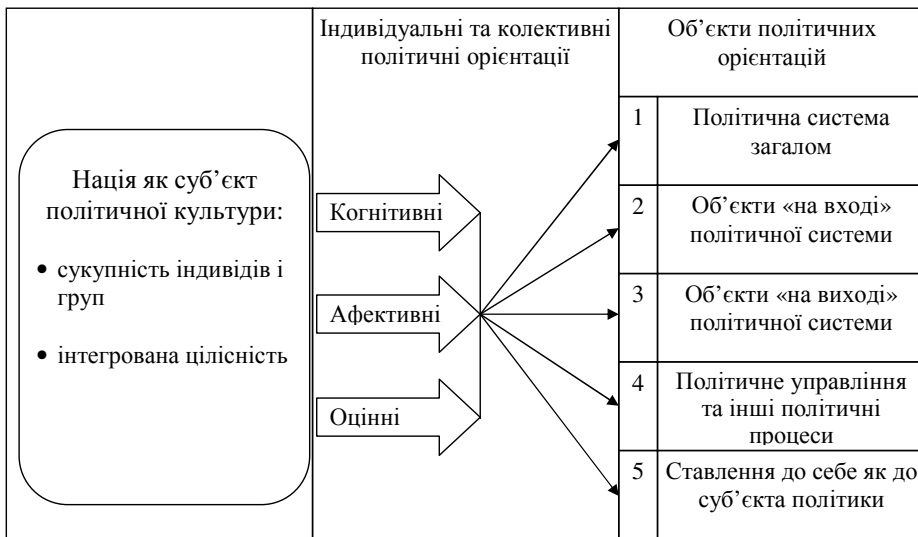 Індивідуальні та колективні
політичні орієнтації
Об’єкти політичних
орієнтацій
Нація як суб’єкт
політичної культури:
• сукупність індивідів і
груп
• інтегрована цілісність
Когнітивні
Афективні
Оцінні
1 Політична система
загалом
2 Об’єкти «на вході»
політичної системи
3 Об’єкти «на виході»
політичної системи
4 Політичне управління
та інші політичні
процеси
5 Ставлення до себе як до
суб’єкта політики